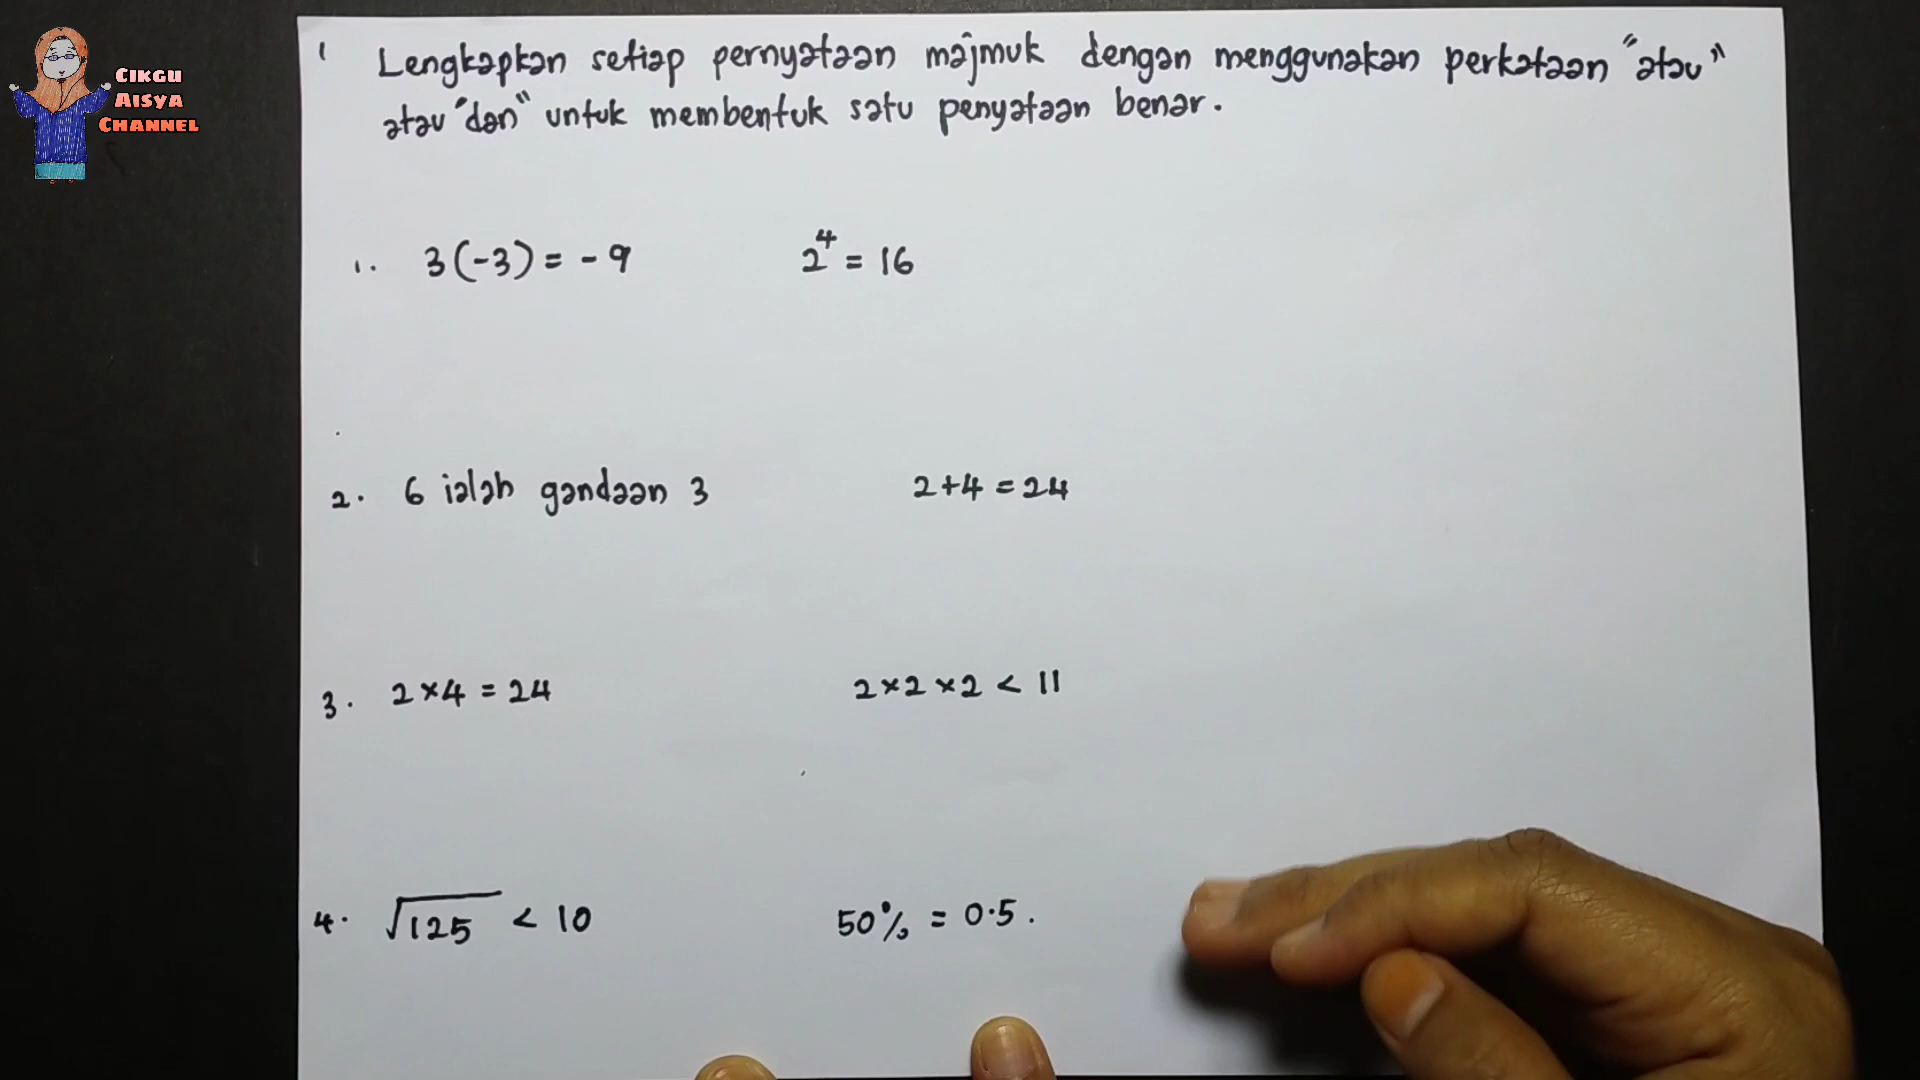 CIKGU
AISYA
CHANNEL
1 Lengkapkan setiap pernyataan majmuk dengan menggunakan perkataan "atau"
atau "dan" untuk membentuk satu penyataan benar.
1. 3(-3) = -9 2⁴ = 16
2. 6 ialah gandaan 3 2+4 = 24
3. 2×4 = 24 2×2×2 < 11
4. √125 < 10 50% = 0.5.